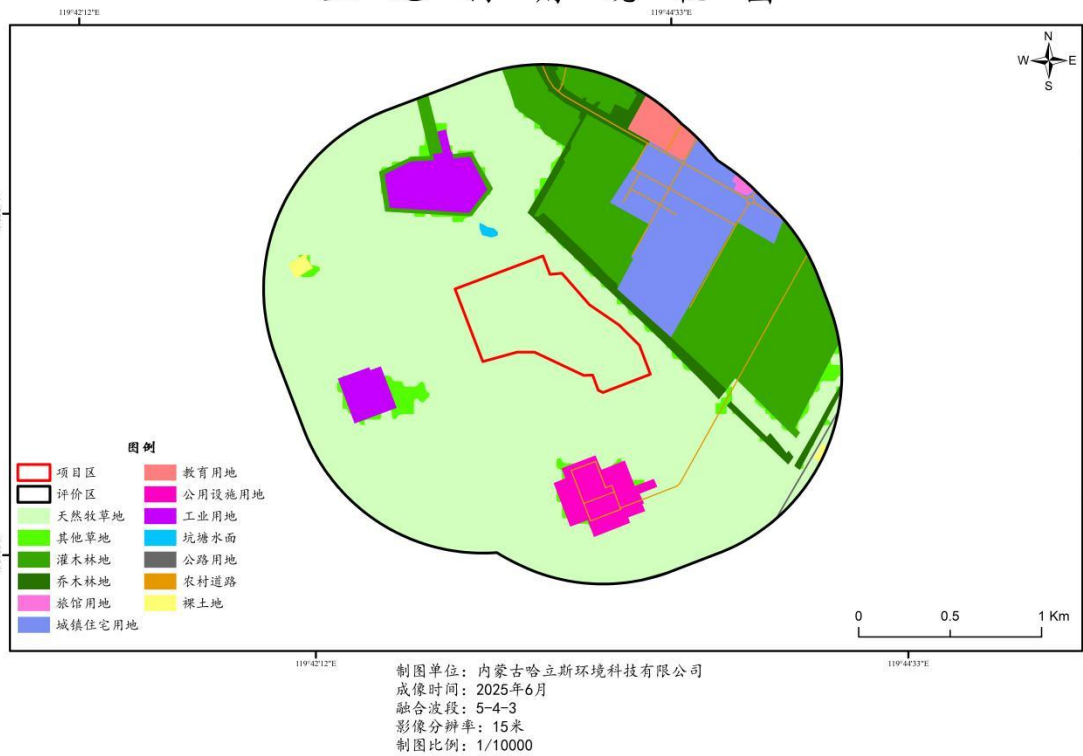 119°42'12"E
119°44'33"E
N
W E
S
图例
项目区
教育用地
评价区
公用设施用地
天然牧草地
工业用地
其他草地
坑塘水面
灌木林地
公路用地
乔木林地
农村道路
旅馆用地
裸土地
城镇住宅用地
0 0.5 1 Km
119°42'12"E
119°44'33"E
制图单位：内蒙古哈立斯环境科技有限公司
成像时间：2025年6月
融合波段：5-4-3
影像分辨率：15米
制图比例：1/10000